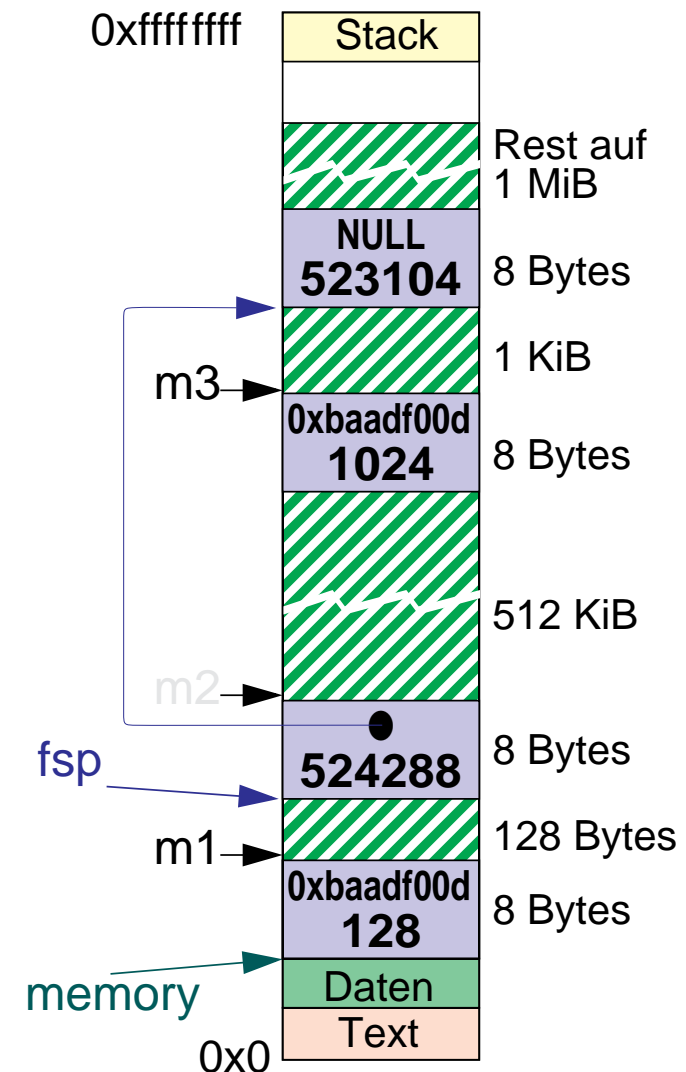 0xffffffff
Stack
Rest auf
1 MiB
NULL
523104
8 Bytes
1 KiB
m3
0xbaadf00d
1024
8 Bytes
512 KiB
m2
524288
8 Bytes
fsp
128 Bytes
m1
0xbaadf00d
128
8 Bytes
memory
Daten
Text
0x0